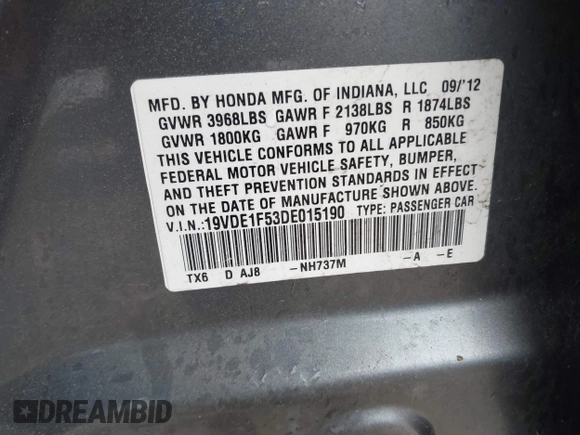 MFD. BY HONDA MFG. OF INDIANA, LLC 09/'12
GVWR 3968LBS GAWR F 2138LBS R 1874LBS
GVWR 1800KG GAWR F 970KG R 850KG
THIS VEHICLE CONFORMS TO ALL APPLICABLE
FEDERAL MOTOR VEHICLE SAFETY, BUMPER,
AND THEFT PREVENTION STANDARDS IN EFFECT
ON THE DATE OF MANUFACTURE SHOWN ABOVE.
V.I.N.:19VDE1F53DE015190 TYPE: PASSENGER CAR
TX6 D AJ8 -NH737M -A -E
DREAMBID